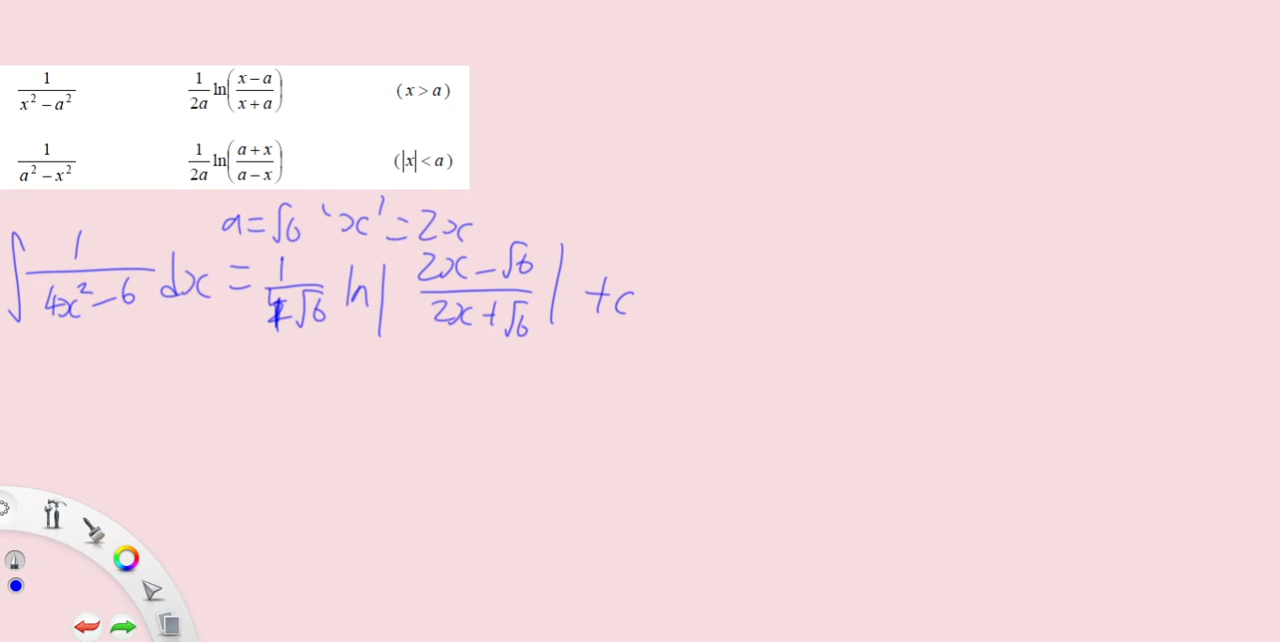 1/(x² − a²) 1/(2a) ln((x − a)/(x + a)) (x > a)
1/(a² − x²) 1/(2a) ln((a + x)/(a − x)) (|x| < a)
a = √6 'x' = 2x
∫ 1/(4x² − 6) dx = 1/(4√6) ln |(2x − √6)/(2x + √6)| + c